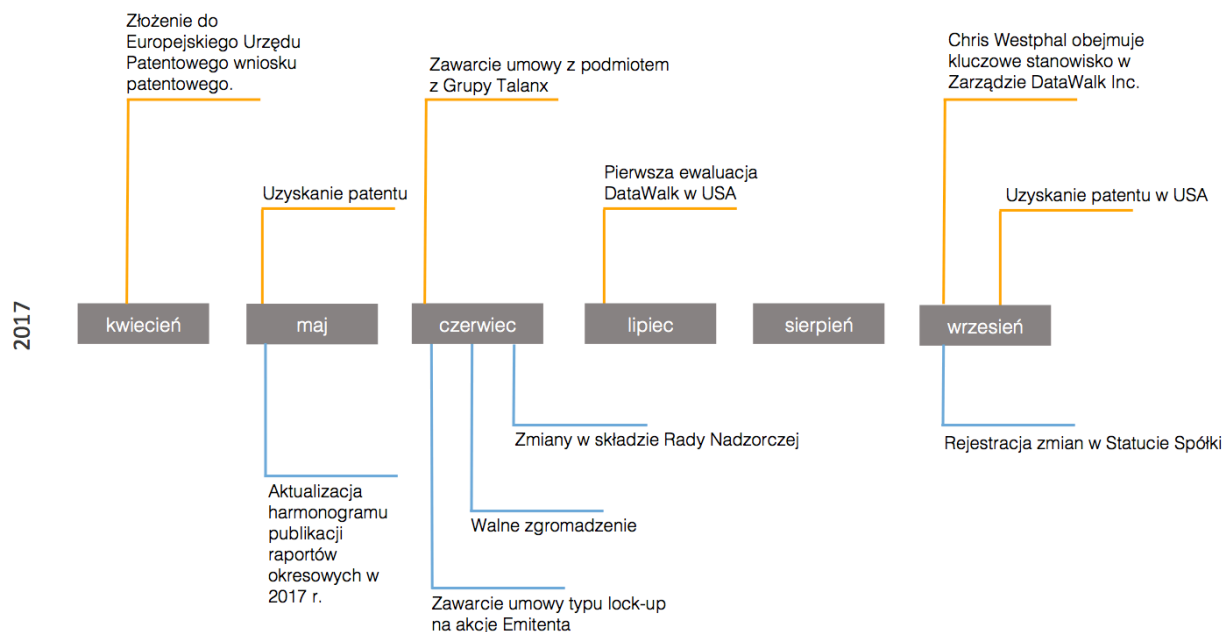 Złożenie do
Europejskiego Urzędu
Patentowego wniosku
patentowego.
Uzyskanie patentu
Zawarcie umowy z podmiotem
z Grupy Talanx
Pierwsza ewaluacja
DataWalk w USA
Chris Westphal obejmuje
kluczowe stanowisko w
Zarządzie DataWalk Inc.
Uzyskanie patentu w USA
2017
kwiecień
maj
czerwiec
lipiec
sierpień
wrzesień
Aktualizacja
harmonogramu
publikacji
raportów
okresowych w
2017 r.
Zmiany w składzie Rady Nadzorczej
Walne zgromadzenie
Zawarcie umowy typu lock-up
na akcje Emitenta
Rejestracja zmian w Statucie Spółki